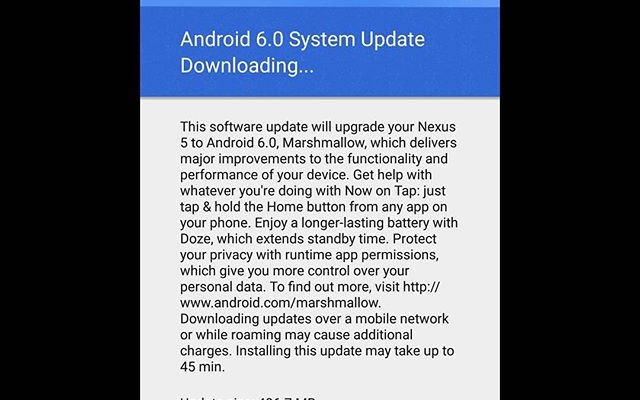 Android 6.0 System Update
Downloading...
This software update will upgrade your Nexus
5 to Android 6.0, Marshmallow, which delivers
major improvements to the functionality and
performance of your device. Get help with
whatever you're doing with Now on Tap: just
tap & hold the Home button from any app on
your phone. Enjoy a longer-lasting battery with
Doze, which extends standby time. Protect
your privacy with runtime app permissions,
which give you more control over your
personal data. To find out more, visit http://
www.android.com/marshmallow.
Downloading updates over a mobile network
or while roaming may cause additional
charges. Installing this update may take up to
45 min.